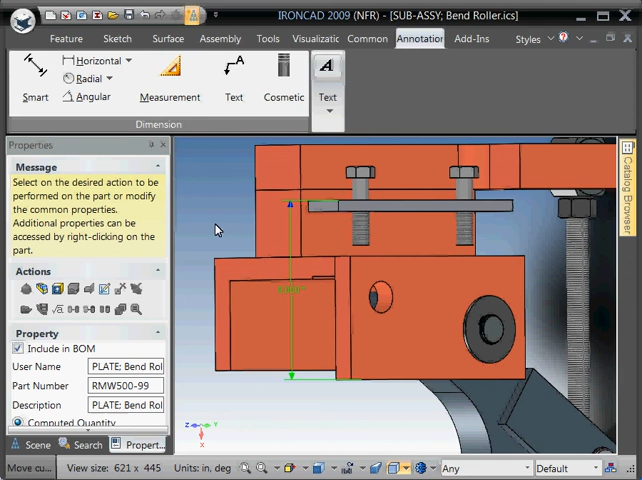 IRONCAD 2009 (NFR) - [SUB-ASSY; Bend Roller.ics]
Feature Sketch Surface Assembly Tools Visualizatic Common Annotation Add-Ins Styles
Horizontal
Radial
Angular
Smart Measurement Text Cosmetic Text
Dimension
Properties
Message
Select on the desired action to be
performed on the part or modify
the common properties.
Additional properties can be
accessed by right-clicking on the
part.
Catalog Browser
Actions
Property
Include in BOM
User Name PLATE; Bend Rol
Part Number RMW500-99
Description PLATE; Bend Rol
Computed Quantity
Z Y
X
Scene Search Propert...
Move cu... View size: 621 x 445 Units: in, deg Any Default